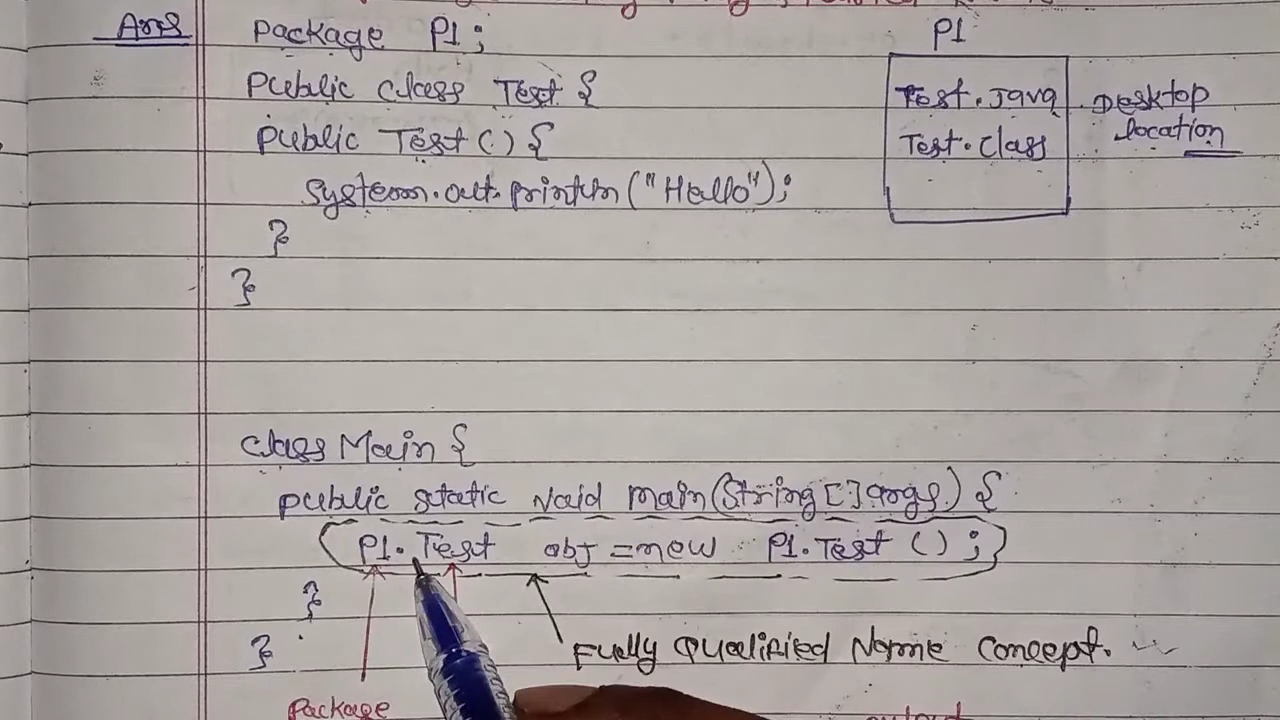 Ans
Package P1;
Public class Test {
Public Test() {
System.out.println("Hello");
}
}
P1
Test.Java
Test.class
Desktop
location
class Main {
public static void main(String[] args) {
P1.Test obj = new P1.Test();
}
}
Fully Qualified Name Concept.
Package
output